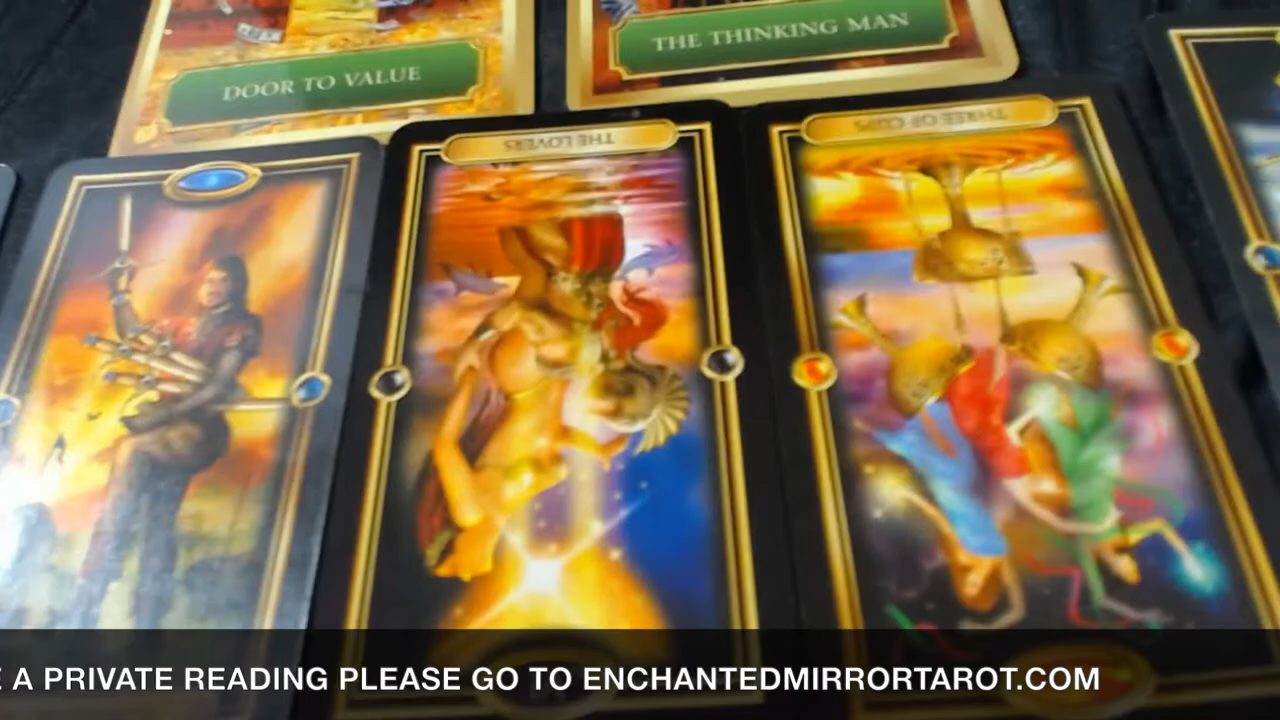 DOOR TO VALUE
THE THINKING MAN
THE LOVERS
THREE OF CUPS
E A PRIVATE READING PLEASE GO TO ENCHANTEDMIRRORTAROT.COM